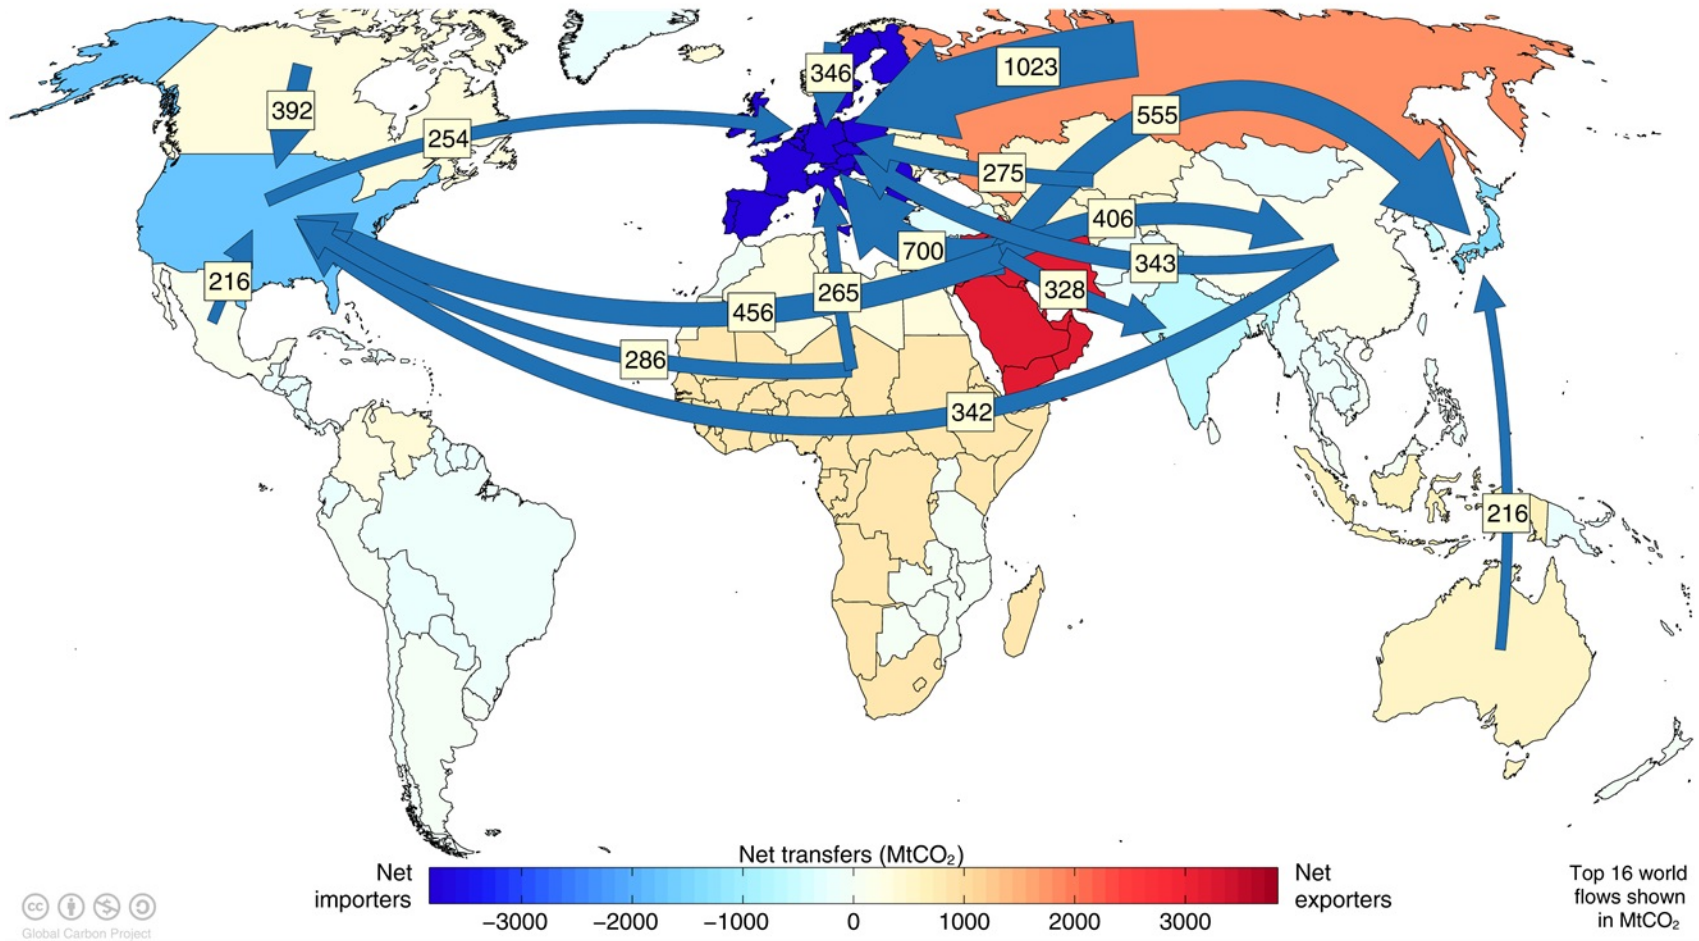 346
1023
392
555
254
275
406
700
343
216
265
328
456
286
342
216
Net transfers (MtCO₂)
Net
importers
Net
exporters
−3000
−2000
−1000
0
1000
2000
3000
Top 16 world
flows shown
in MtCO₂
cc
Global Carbon Project